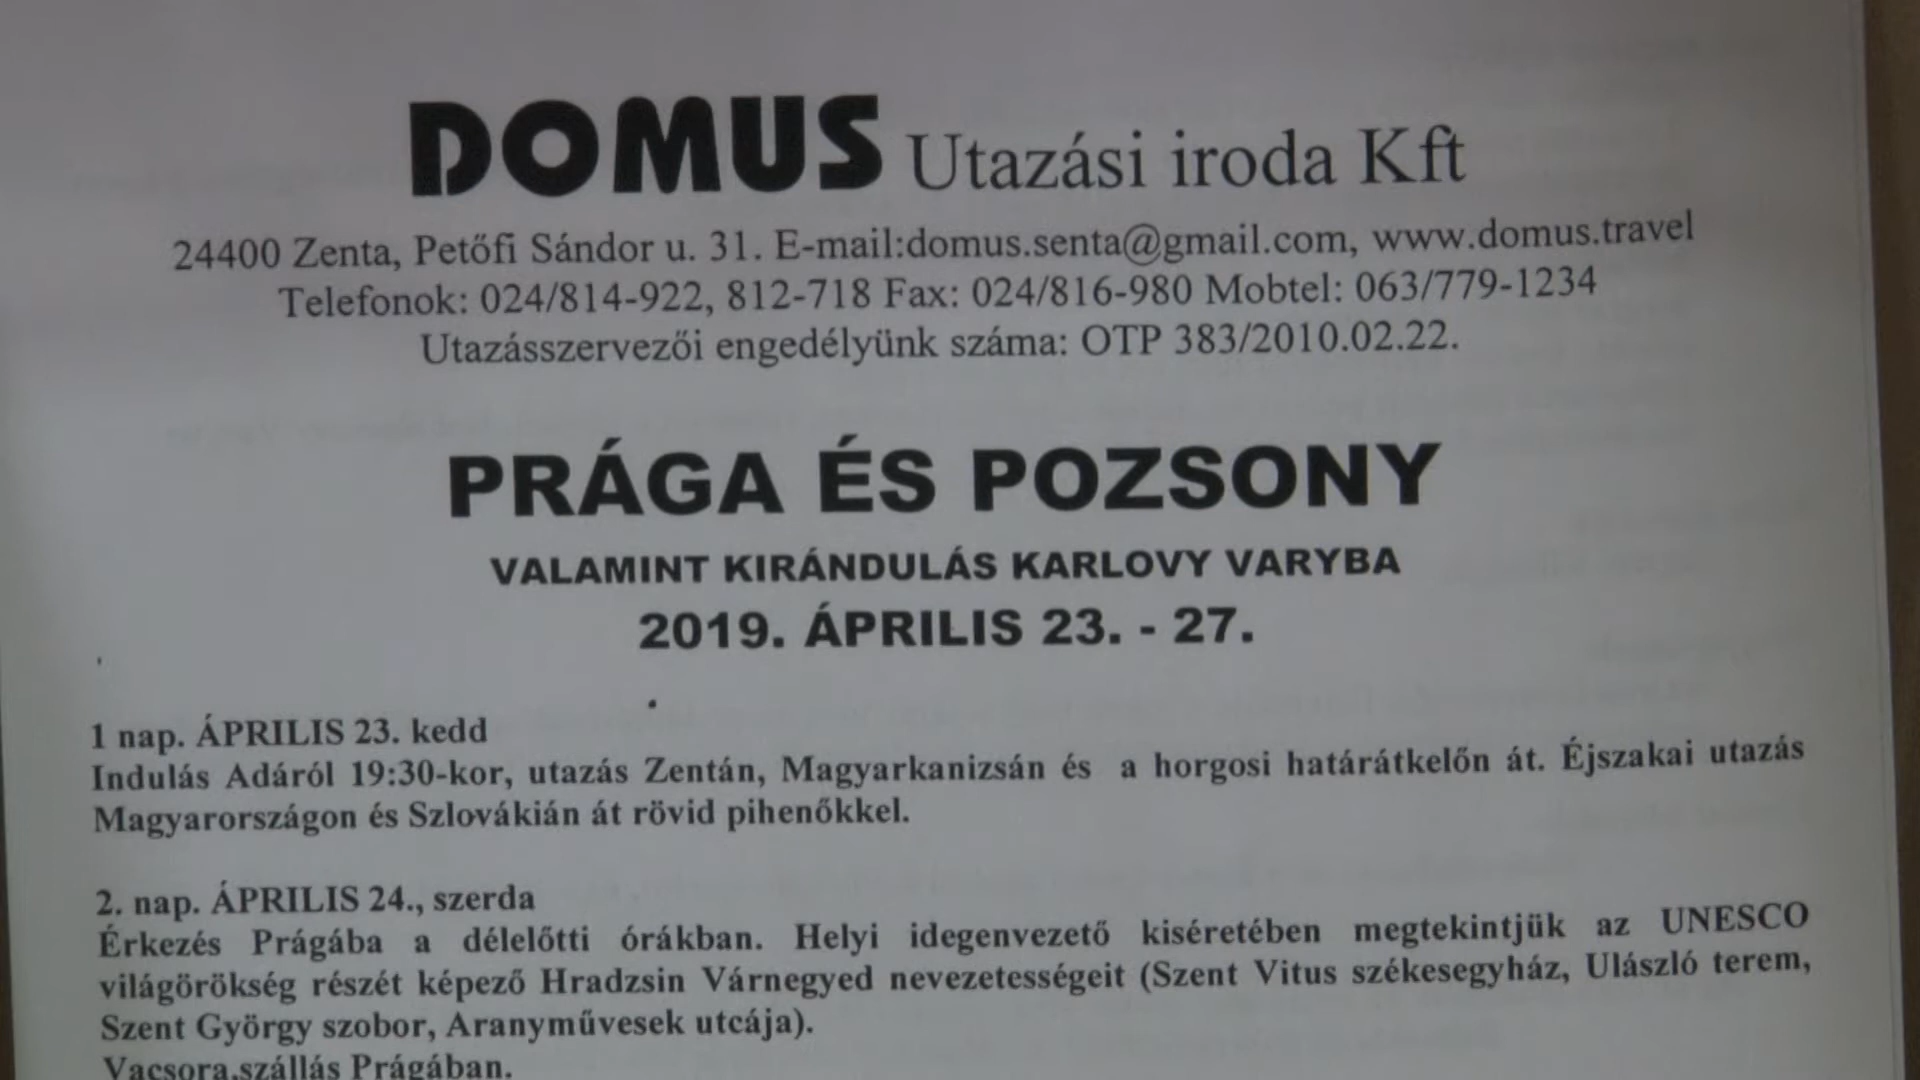 DOMUS Utazási iroda Kft
24400 Zenta, Petőfi Sándor u. 31. E-mail:domus.senta@gmail.com, www.domus.travel
Telefonok: 024/814-922, 812-718 Fax: 024/816-980 Mobtel: 063/779-1234
Utazásszervezői engedélyünk száma: OTP 383/2010.02.22.
PRÁGA ÉS POZSONY
VALAMINT KIRÁNDULÁS KARLOVY VARYBA
2019. ÁPRILIS 23. - 27.
1 nap. ÁPRILIS 23. kedd
Indulás Adáról 19:30-kor, utazás Zentán, Magyarkanizsán és a horgosi határátkelőn át. Éjszakai utazás
Magyarországon és Szlovákián át rövid pihenőkkel.
2. nap. ÁPRILIS 24., szerda
Érkezés Prágába a délelőtti órákban. Helyi idegenvezető kiséretében megtekintjük az UNESCO
világörökség részét képező Hradzsin Várnegyed nevezetességeit (Szent Vitus székesegyház, Ulászló terem,
Szent György szobor, Aranyművesek utcája).
Vacsora,szállás Prágában.